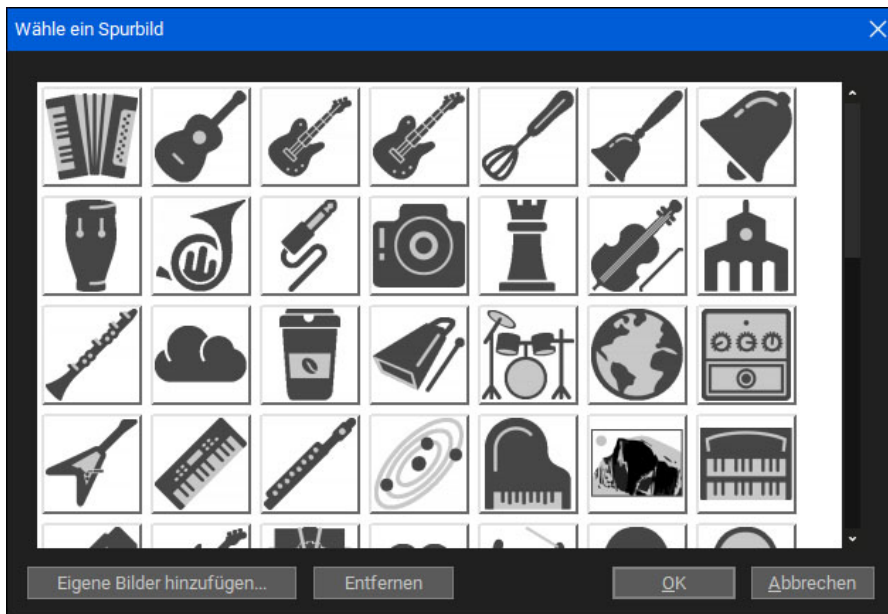 Wähle ein Spurbild
Eigene Bilder hinzufügen...
Entfernen
OK
Abbrechen